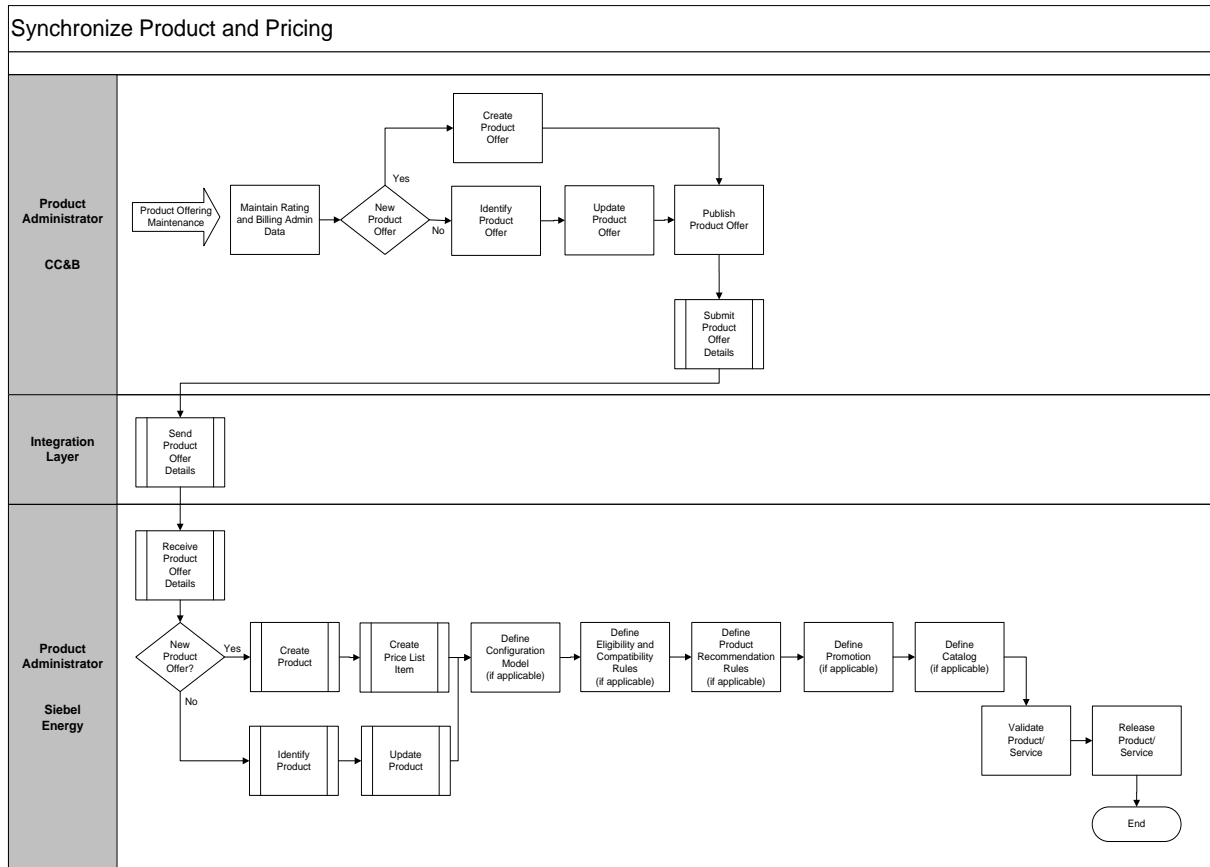 Synchronize Product and Pricing
Product
Administrator
CC&B
Product Offering
Maintenance
Maintain Rating
and Billing Admin
Data
New
Product
Offer
Yes
No
Create
Product
Offer
Identify
Product
Offer
Update
Product
Offer
Publish
Product Offer
Submit
Product
Offer
Details
Integration
Layer
Send
Product
Offer
Details
Product
Administrator
Siebel
Energy
Receive
Product
Offer
Details
New
Product
Offer?
Yes
No
Create
Product
Create
Price List
Item
Define
Configuration
Model
(if applicable)
Define
Eligibility and
Compatibility
Rules
(if applicable)
Define
Product
Recommendation
Rules
(if applicable)
Define
Promotion
(if applicable)
Define
Catalog
(if applicable)
Identify
Product
Update
Product
Validate
Product/
Service
Release
Product/
Service
End